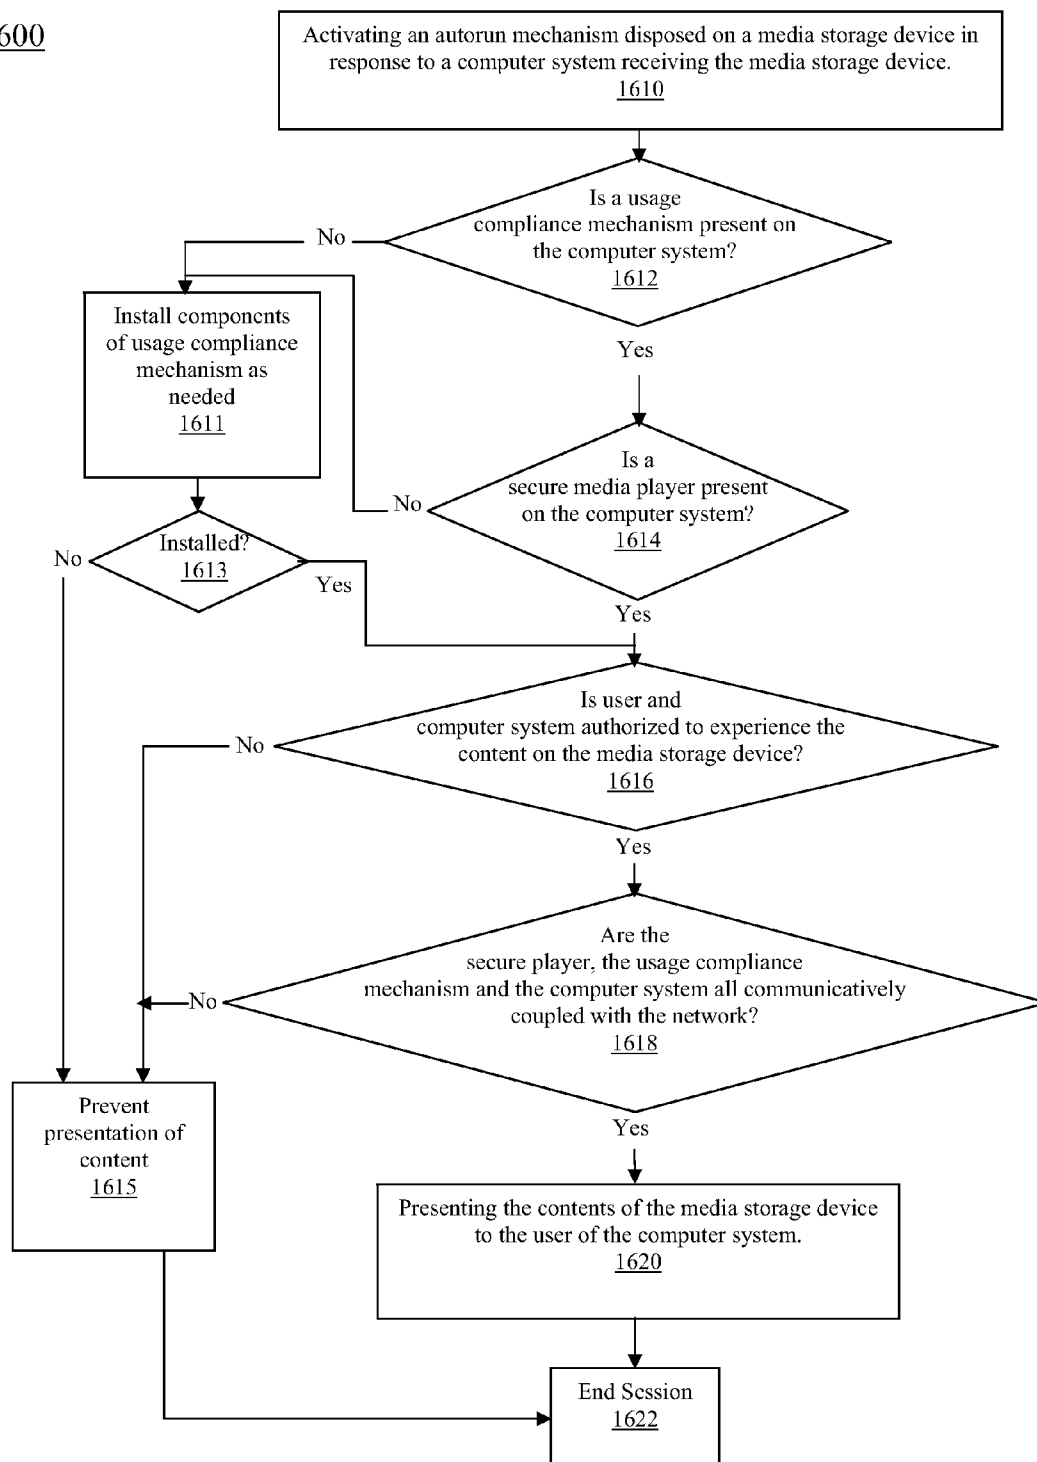 600
Activating an autorun mechanism disposed on a media storage device in
response to a computer system receiving the media storage device.
1610
Is a usage
compliance mechanism present on
the computer system?
1612
No
Yes
Install components
of usage compliance
mechanism as
needed
1611
Is a
secure media player present
on the computer system?
1614
No
Installed?
1613
No
Yes
Yes
Is user and
computer system authorized to experience the
content on the media storage device?
1616
No
Yes
Are the
secure player, the usage compliance
mechanism and the computer system all communicatively
coupled with the network?
1618
No
Yes
Prevent
presentation of
content
1615
Presenting the contents of the media storage device
to the user of the computer system.
1620
End Session
1622